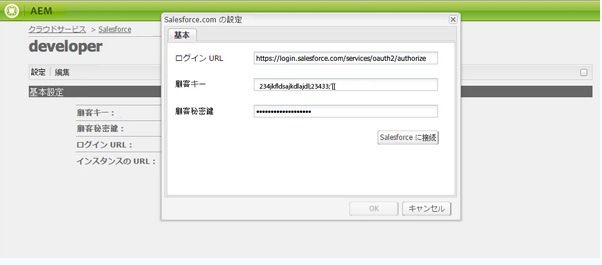 AEM
クラウドサービス > Salesforce
developer
設定 編集
基本設定
顧客キー：
顧客秘密鍵：
ログイン URL：
インスタンスの URL：
Salesforce.com の設定
基本
ログイン URL
https://login.salesforce.com/services/oauth2/authorize
顧客キー
顧客秘密鍵
••••••••••••••••••••
Salesforce に接続
OK
キャンセル